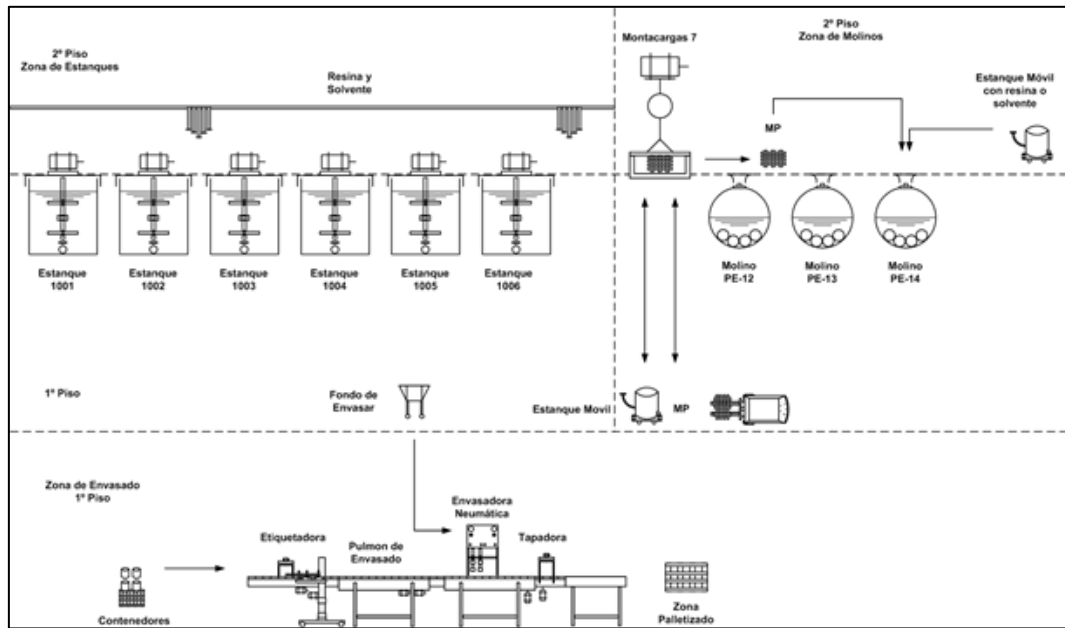 2º Piso
Zona de Estanques
Resina y
Solvente
Montacargas 7
2º Piso
Zona de Molinos
Estanque Móvil
con resina o
solvente
MP
Estanque
1001
Estanque
1002
Estanque
1003
Estanque
1004
Estanque
1005
Estanque
1006
Molino
PE-12
Molino
PE-13
Molino
PE-14
1º Piso
Fondo de
Envasar
Estanque Movil
MP
Zona de Envasado
1º Piso
Etiquetadora
Pulmon de
Envasado
Envasadora
Neumática
Tapadora
Contenedores
Zona
Palletizado